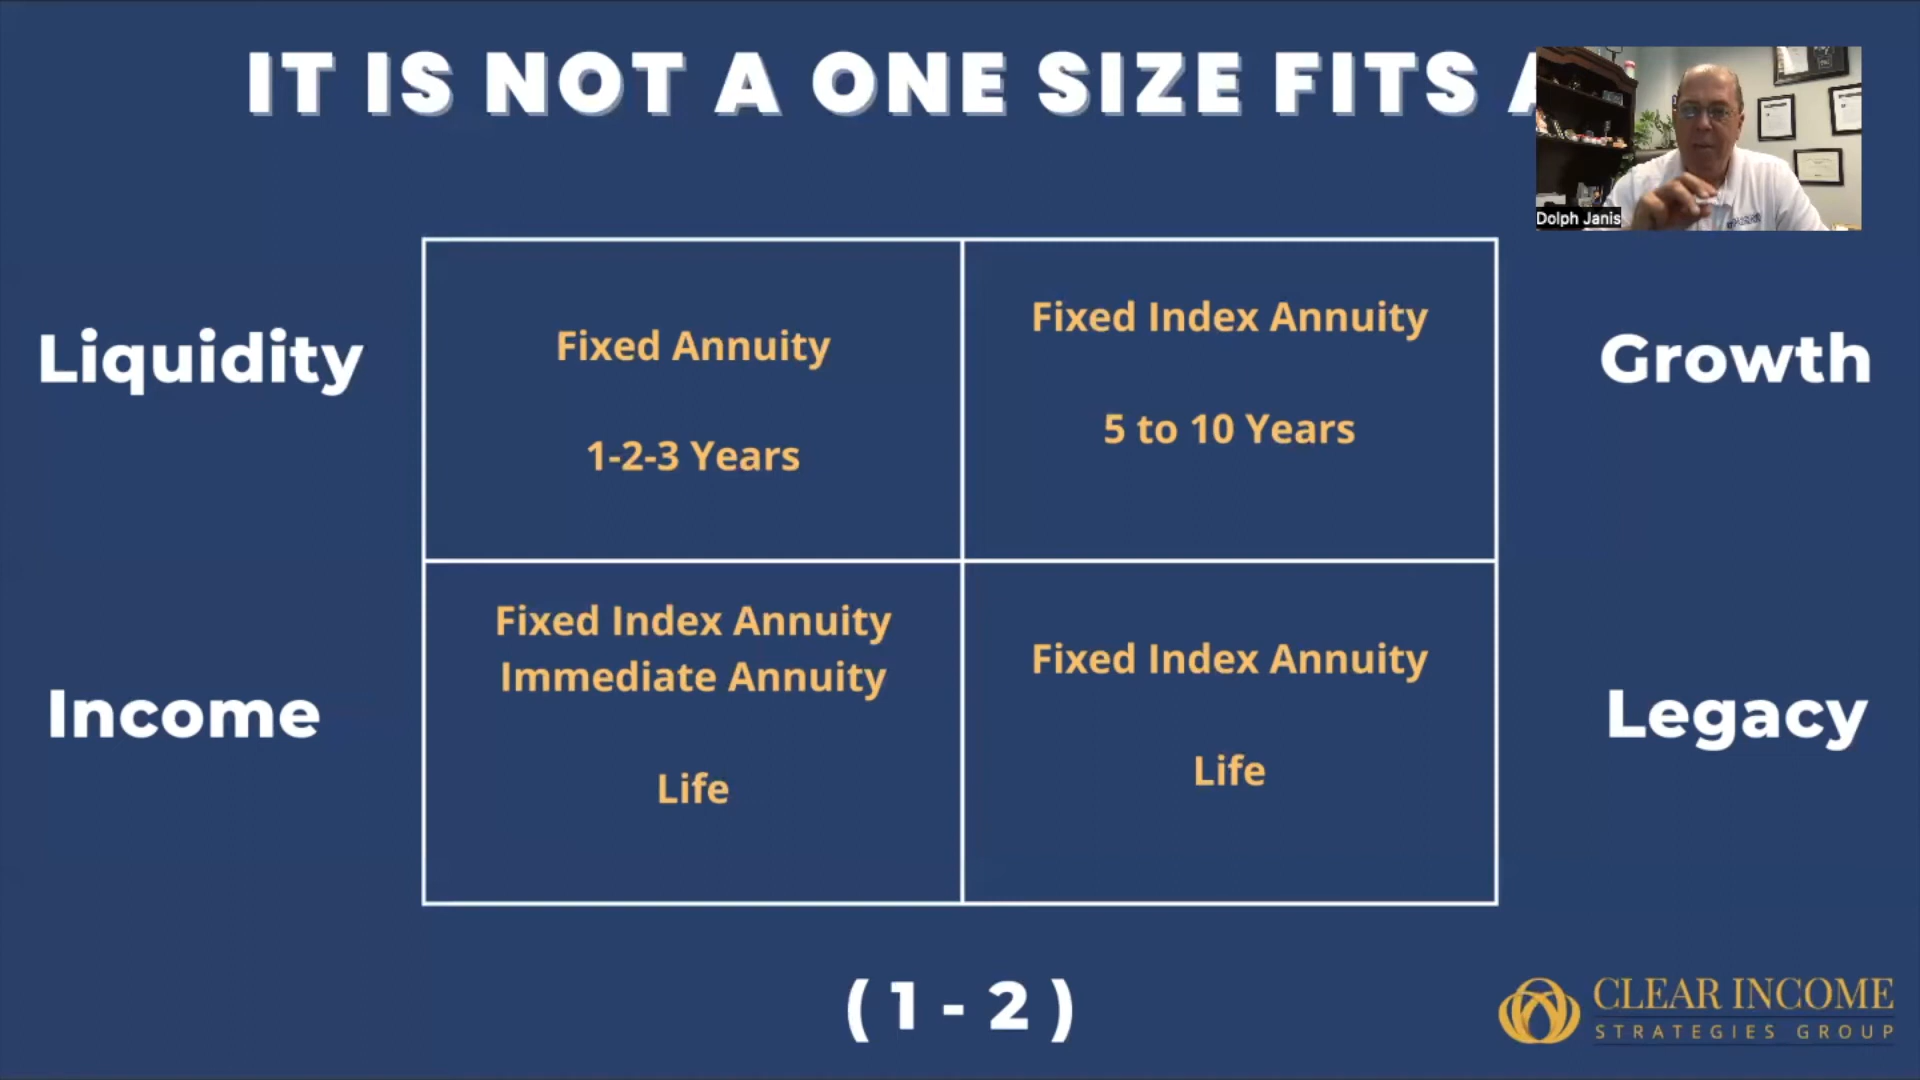 IT IS NOT A ONE SIZE FITS
Dolph Janis
Liquidity
Fixed Annuity
1-2-3 Years
Fixed Index Annuity
5 to 10 Years
Growth
Income
Fixed Index Annuity
Immediate Annuity
Life
Fixed Index Annuity
Life
Legacy
( 1 - 2 )
CLEAR INCOME
STRATEGIES GROUP